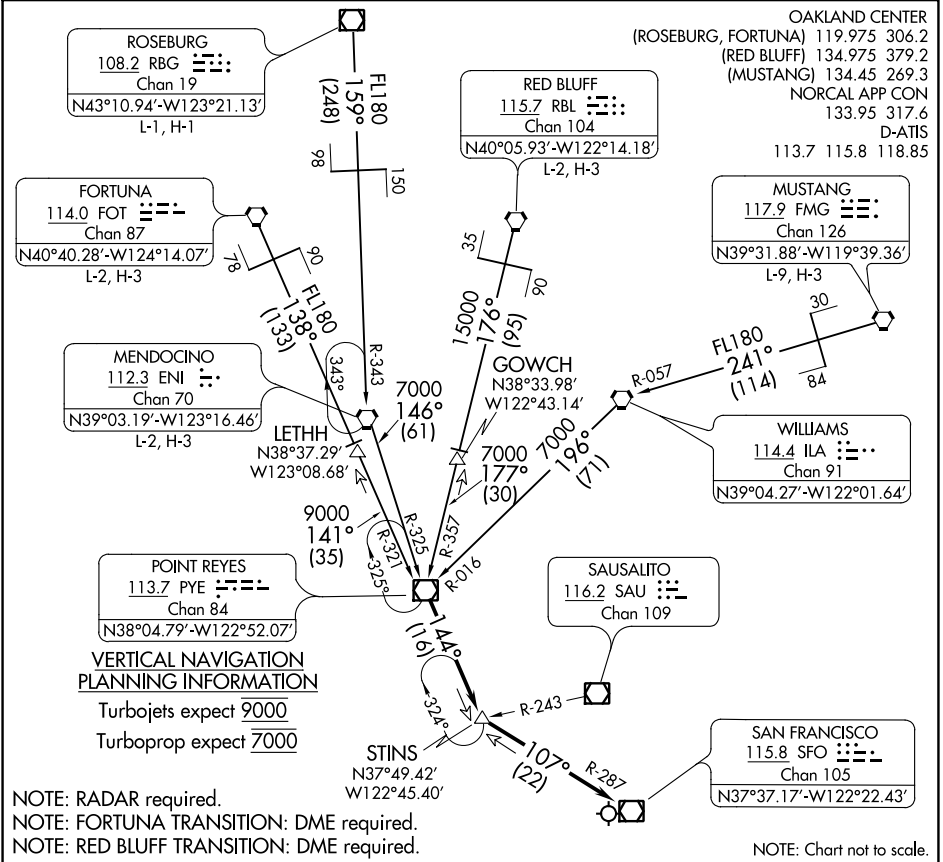 OAKLAND CENTER
(ROSEBURG, FORTUNA) 119.975 306.2
(RED BLUFF) 134.975 379.2
(MUSTANG) 134.45 269.3
NORCAL APP CON
133.95 317.6
D-ATIS
113.7 115.8 118.85
ROSEBURG
108.2 RBG
Chan 19
N43°10.94'-W123°21.13'
L-1, H-1
FL180
159°
(248)
98
150
RED BLUFF
115.7 RBL
Chan 104
N40°05.93'-W122°14.18'
L-2, H-3
FORTUNA
114.0 FOT
Chan 87
N40°40.28'-W124°14.07'
L-2, H-3
MUSTANG
117.9 FMG
Chan 126
N39°31.88'-W119°39.36'
L-9, H-3
78
90
FL180
138°
(133)
35
90
15000
176°
(95)
30
84
FL180
241°
(114)
R-057
MENDOCINO
112.3 ENI
Chan 70
N39°03.19'-W123°16.46'
L-2, H-3
343°
R-343
7000
146°
(61)
GOWCH
N38°33.98'
W122°43.14'
LETHH
N38°37.29'
W123°08.68'
7000
177°
(30)
7000
196°
(71)
WILLIAMS
114.4 ILA
Chan 91
N39°04.27'-W122°01.64'
9000
141°
(35)
R-321
R-325
R-357
R-016
325°
POINT REYES
113.7 PYE
Chan 84
N38°04.79'-W122°52.07'
SAUSALITO
116.2 SAU
Chan 109
144°
(16)
VERTICAL NAVIGATION
PLANNING INFORMATION
Turbojets expect 9000
Turboprop expect 7000
324°
R-243
STINS
N37°49.42'
W122°45.40'
107°
(22)
R-287
SAN FRANCISCO
115.8 SFO
Chan 105
N37°37.17'-W122°22.43'
NOTE: RADAR required.
NOTE: FORTUNA TRANSITION: DME required.
NOTE: RED BLUFF TRANSITION: DME required.
NOTE: Chart not to scale.